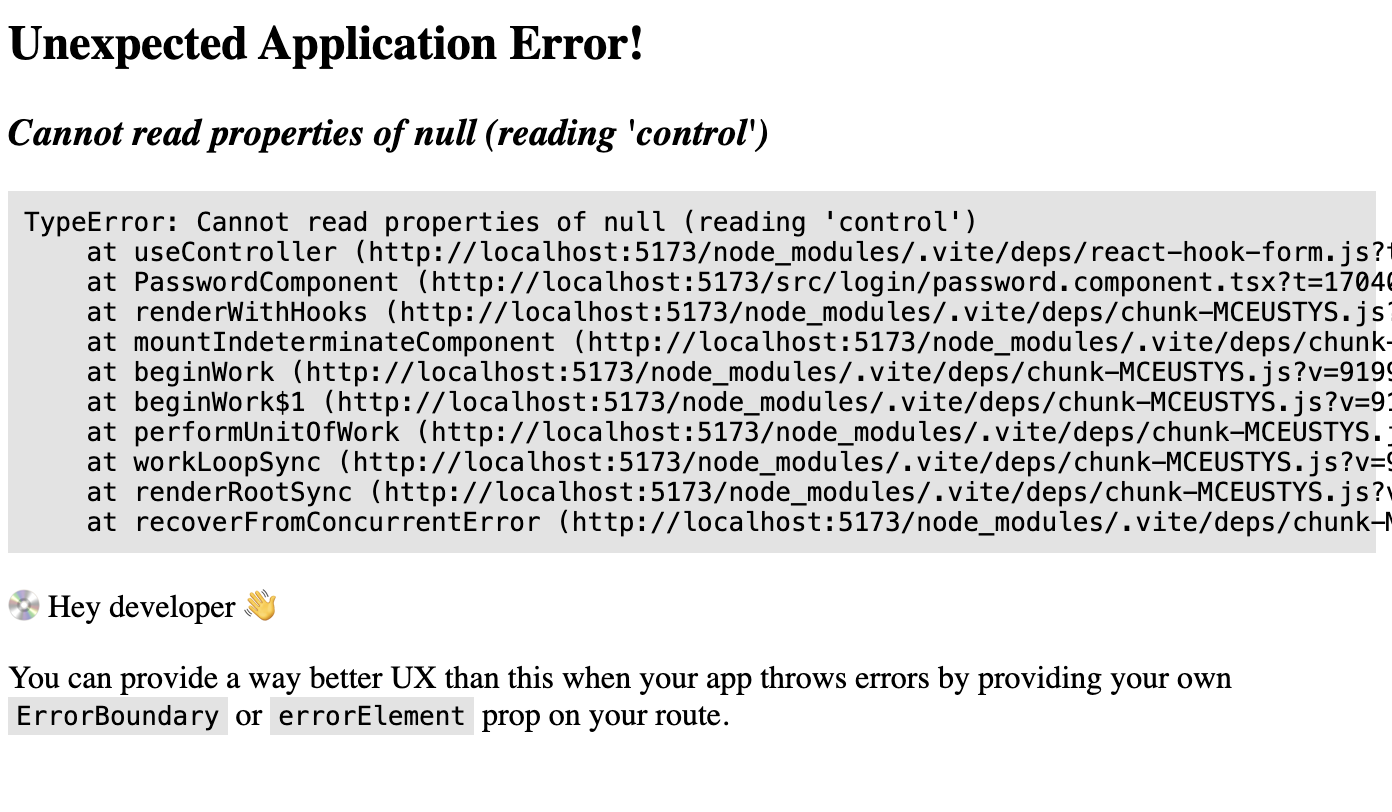 Unexpected Application Error!
Cannot read properties of null (reading 'control')
TypeError: Cannot read properties of null (reading 'control')
at useController (http://localhost:5173/node_modules/.vite/deps/react-hook-form.js?t
at PasswordComponent (http://localhost:5173/src/login/password.component.tsx?t=1704
at renderWithHooks (http://localhost:5173/node_modules/.vite/deps/chunk-MCEUSTYS.js?
at mountIndeterminateComponent (http://localhost:5173/node_modules/.vite/deps/chunk-
at beginWork (http://localhost:5173/node_modules/.vite/deps/chunk-MCEUSTYS.js?v=9199
at beginWork$1 (http://localhost:5173/node_modules/.vite/deps/chunk-MCEUSTYS.js?v=91
at performUnitOfWork (http://localhost:5173/node_modules/.vite/deps/chunk-MCEUSTYS.j
at workLoopSync (http://localhost:5173/node_modules/.vite/deps/chunk-MCEUSTYS.js?v=9
at renderRootSync (http://localhost:5173/node_modules/.vite/deps/chunk-MCEUSTYS.js?v
at recoverFromConcurrentError (http://localhost:5173/node_modules/.vite/deps/chunk-M
💿 Hey developer 👋
You can provide a way better UX than this when your app throws errors by providing your own
ErrorBoundary or errorElement prop on your route.